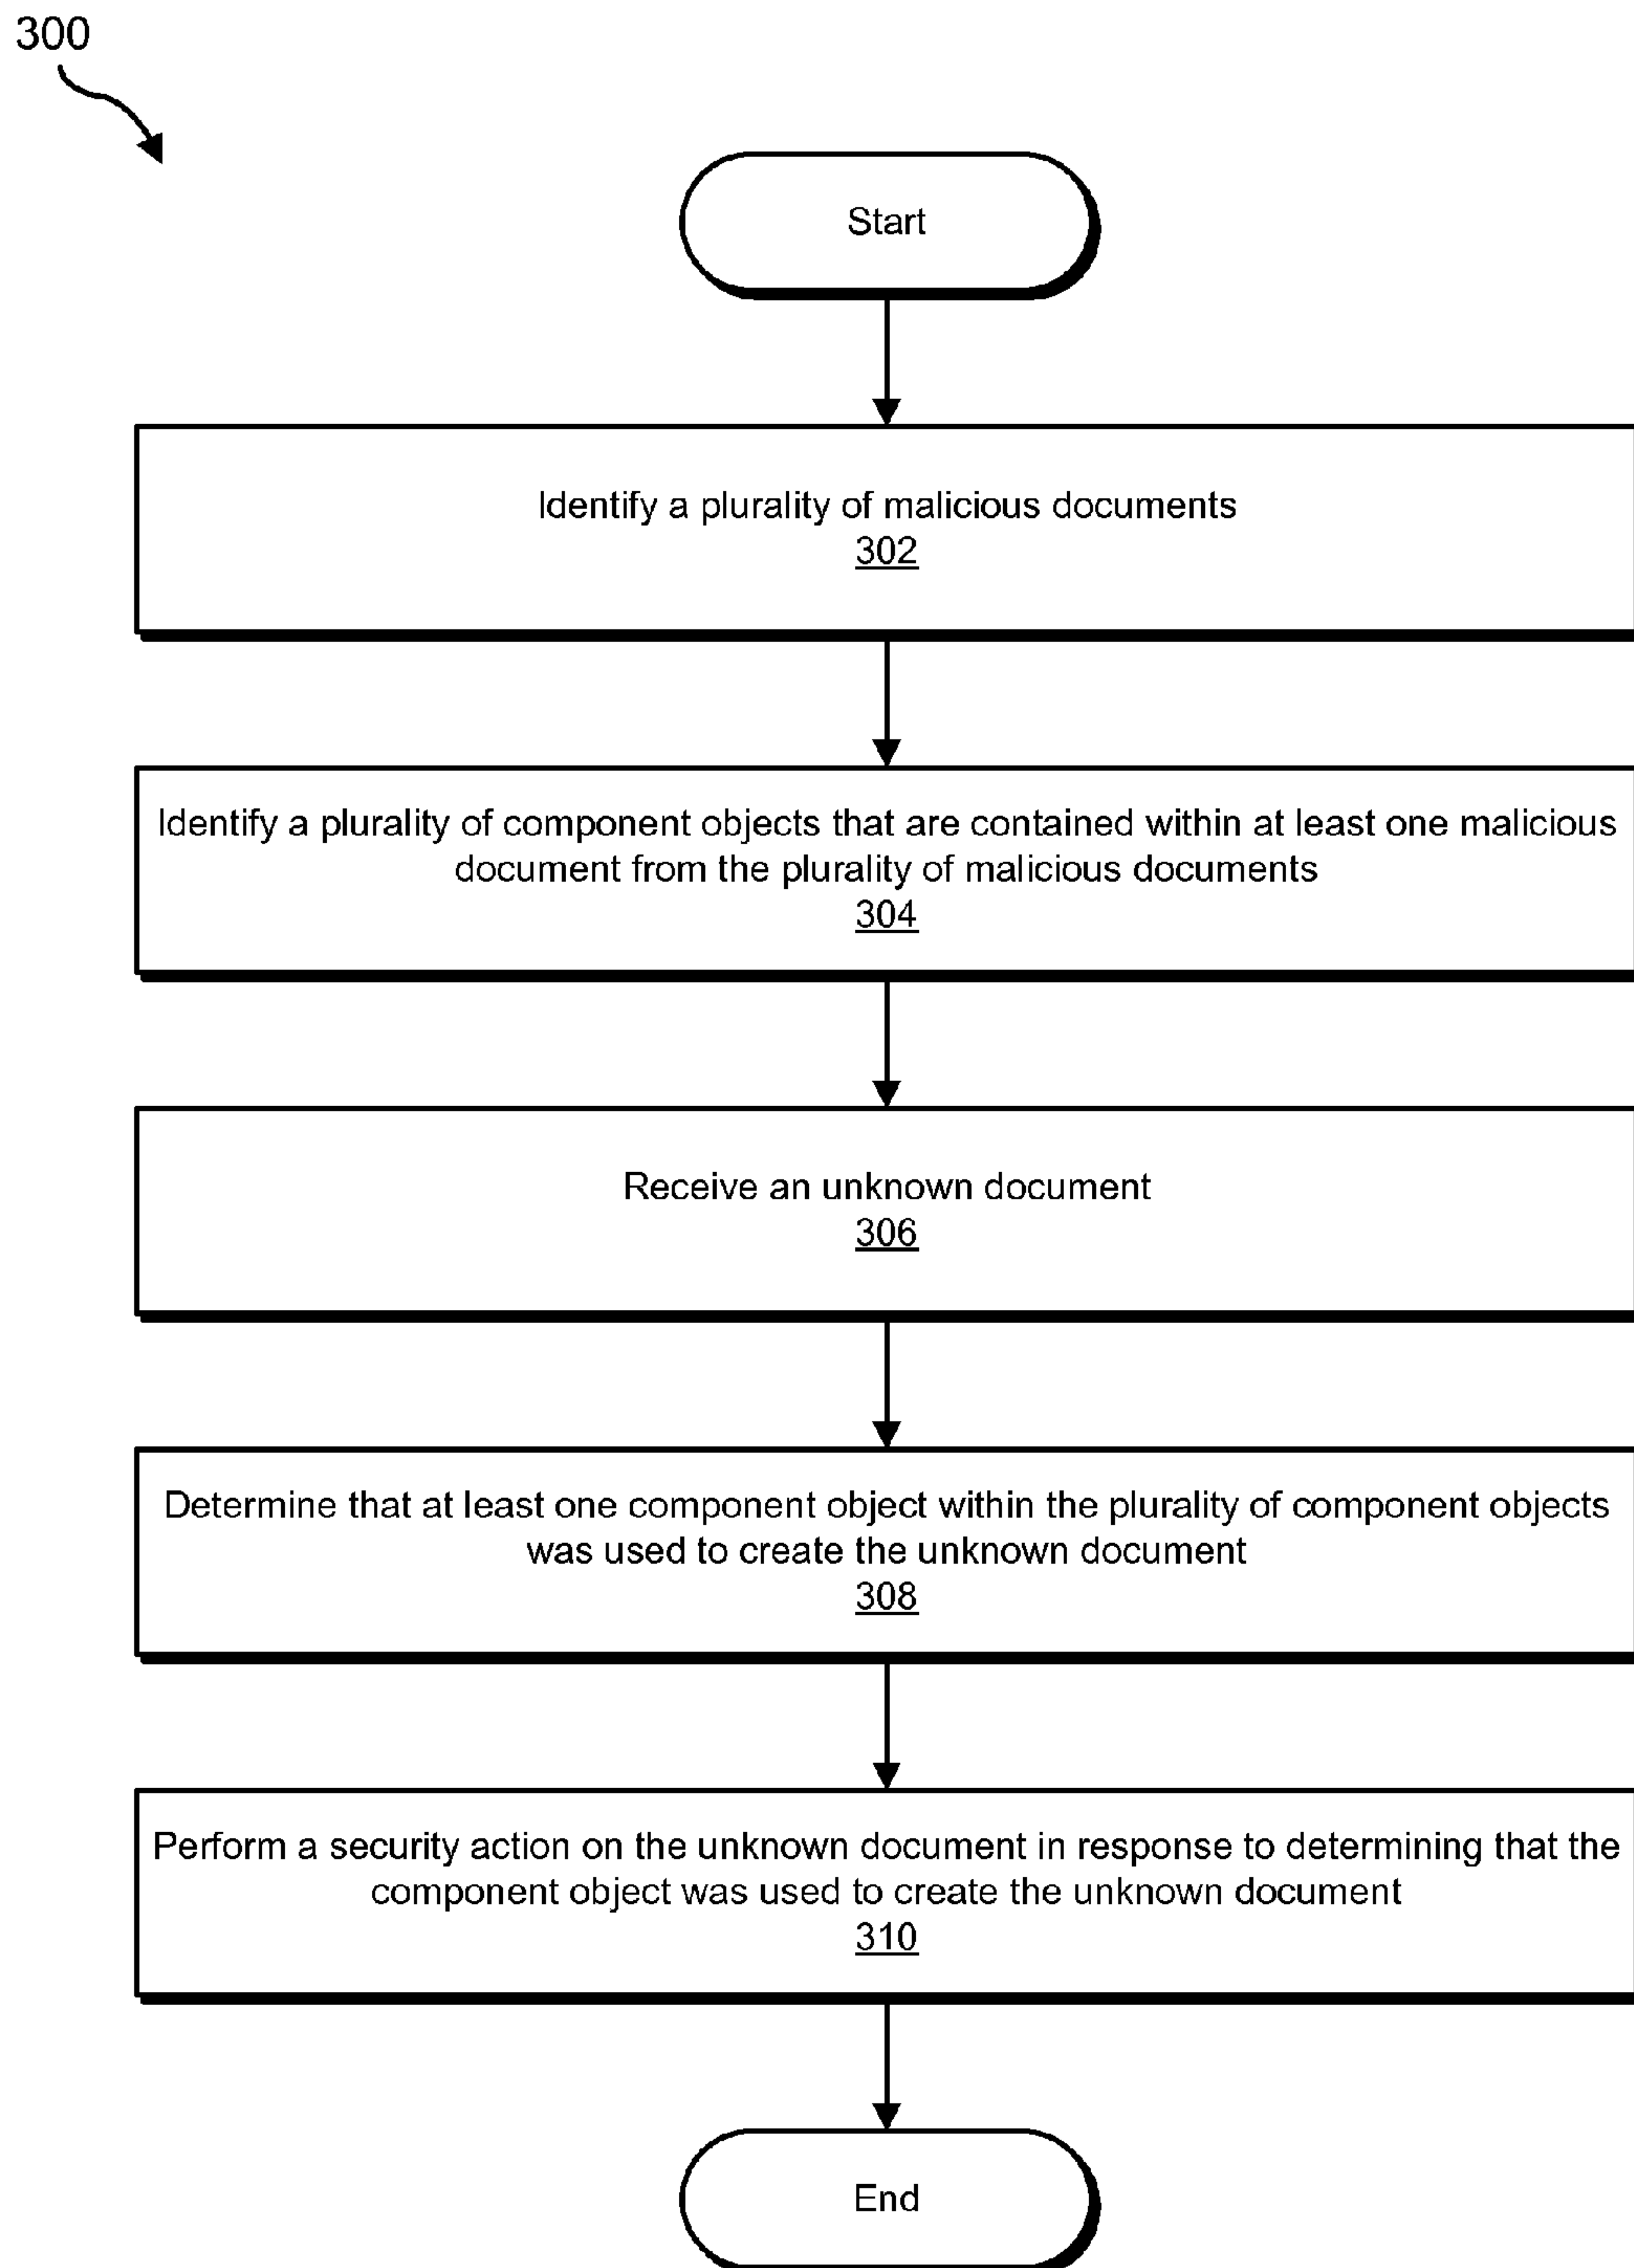 300
Start
Identify a plurality of malicious documents
302
Identify a plurality of component objects that are contained within at least one malicious
document from the plurality of malicious documents
304
Receive an unknown document
306
Determine that at least one component object within the plurality of component objects
was used to create the unknown document
308
Perform a security action on the unknown document in response to determining that the
component object was used to create the unknown document
310
End